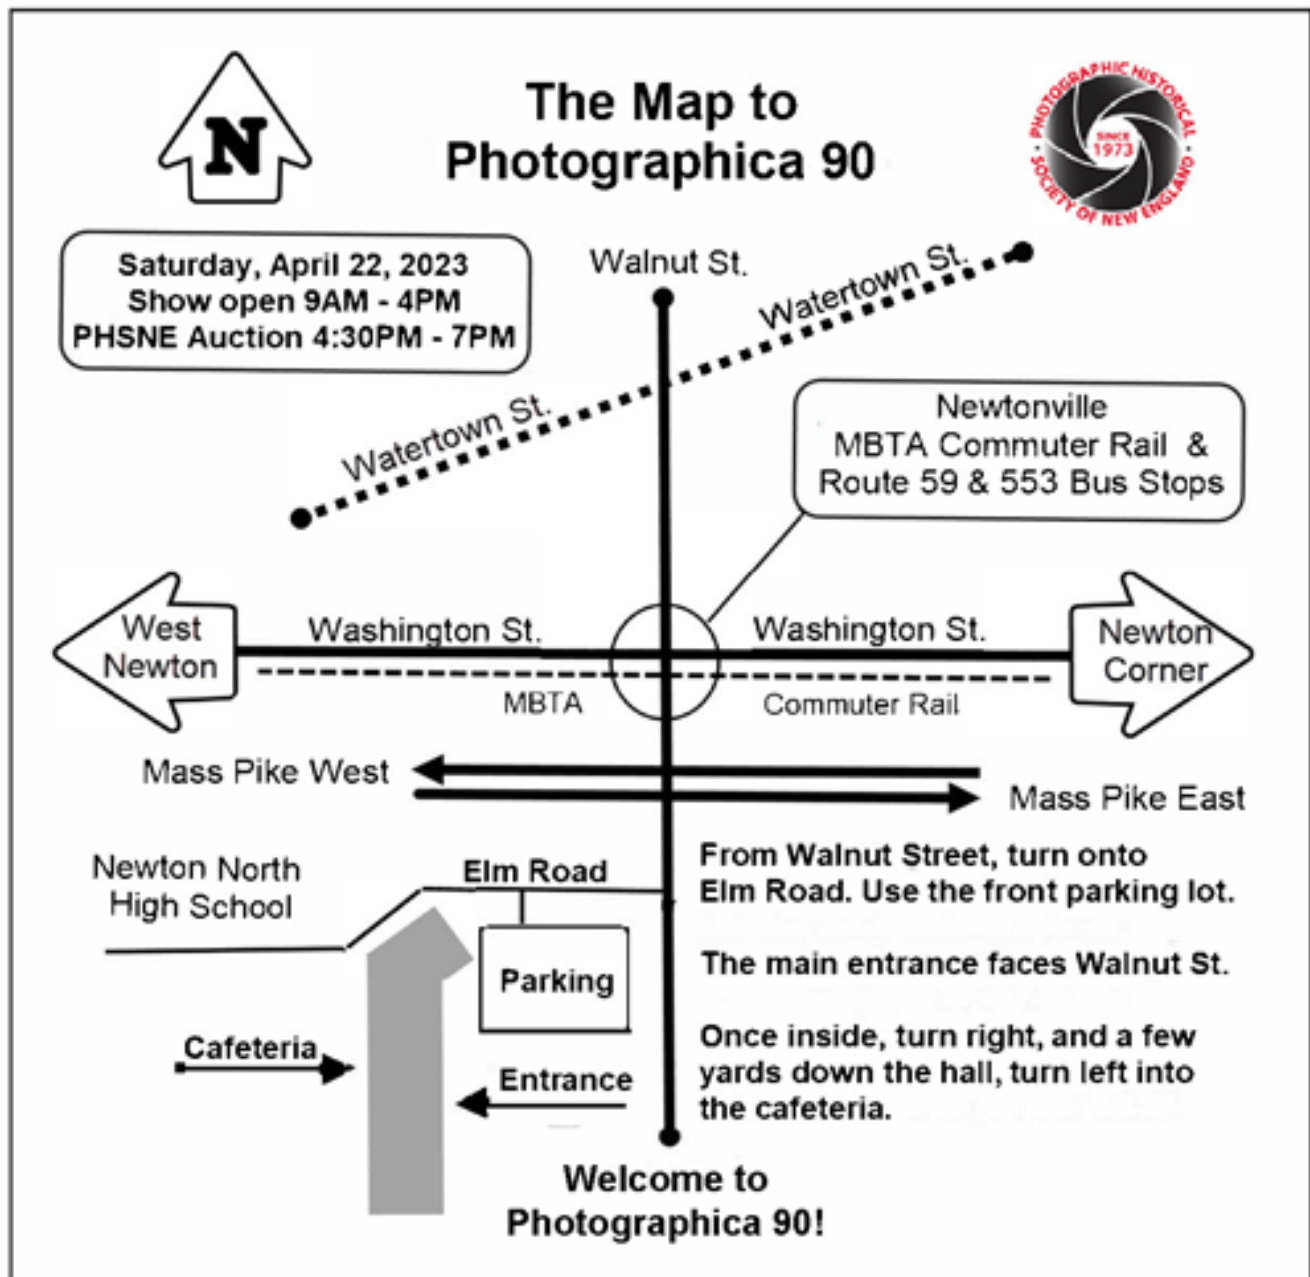 N
The Map to
Photographica 90
PHOTOGRAPHIC HISTORICAL
SOCIETY OF NEW ENGLAND
SINCE
1973
Saturday, April 22, 2023
Show open 9AM - 4PM
PHSNE Auction 4:30PM - 7PM
Walnut St.
Watertown St.
Watertown St.
Newtonville
MBTA Commuter Rail &
Route 59 & 553 Bus Stops
West
Newton
Washington St.
Washington St.
Newton
Corner
MBTA
Commuter Rail
Mass Pike West
Mass Pike East
Newton North
High School
Elm Road
Parking
Cafeteria
Entrance
From Walnut Street, turn onto
Elm Road. Use the front parking lot.
The main entrance faces Walnut St.
Once inside, turn right, and a few
yards down the hall, turn left into
the cafeteria.
Welcome to
Photographica 90!